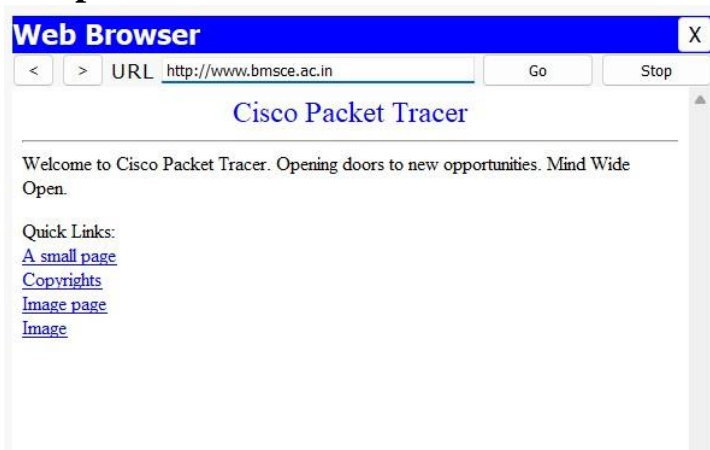 Web Browser X
< > URL http://www.bmsce.ac.in Go Stop
Cisco Packet Tracer
Welcome to Cisco Packet Tracer. Opening doors to new opportunities. Mind Wide
Open.
Quick Links:
A small page
Copyrights
Image page
Image